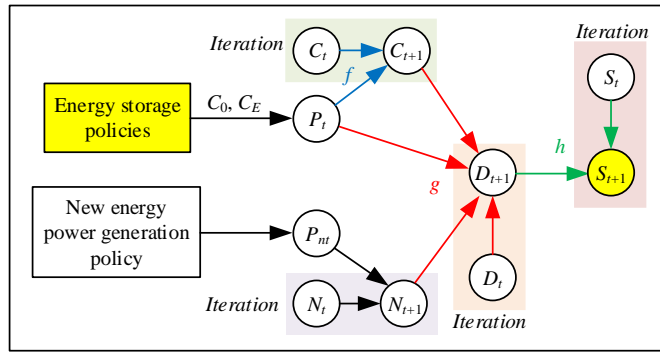 Iteration
C_t
C_{t+1}
f
Energy storage
policies
C_0, C_E
P_t
Iteration
S_t
h
D_{t+1}
S_{t+1}
g
New energy
power generation
policy
P_{nt}
Iteration
N_t
N_{t+1}
D_t
Iteration